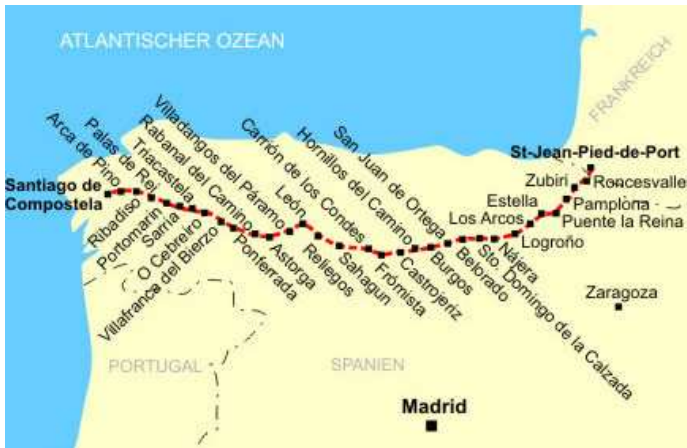 ATLANTISCHER OZEAN
FRANKREICH
Santiago de
Compostela
Arca de Pino
Ribadiso
Palas de Rei
Portomarin
Sarria
Triacastela
O Cebreiro
Villafranca del Bierzo
Ponferrada
Rabanal del Camino
Astorga
Villadangos del Páramo
León
Reliegos
Sahagun
Carrión de los Condes
Fromista
Castrojeriz
Hornillos del Camino
Burgos
San Juan de Ortega
Belorado
Sto. Domingo de la Calzada
Nájera
Logroño
Los Arcos
Estella
Puente la Reina
Pamplona
Zubiri
Roncesvalle
St-Jean-Pied-de-Port
Zaragoza
PORTUGAL
SPANIEN
Madrid